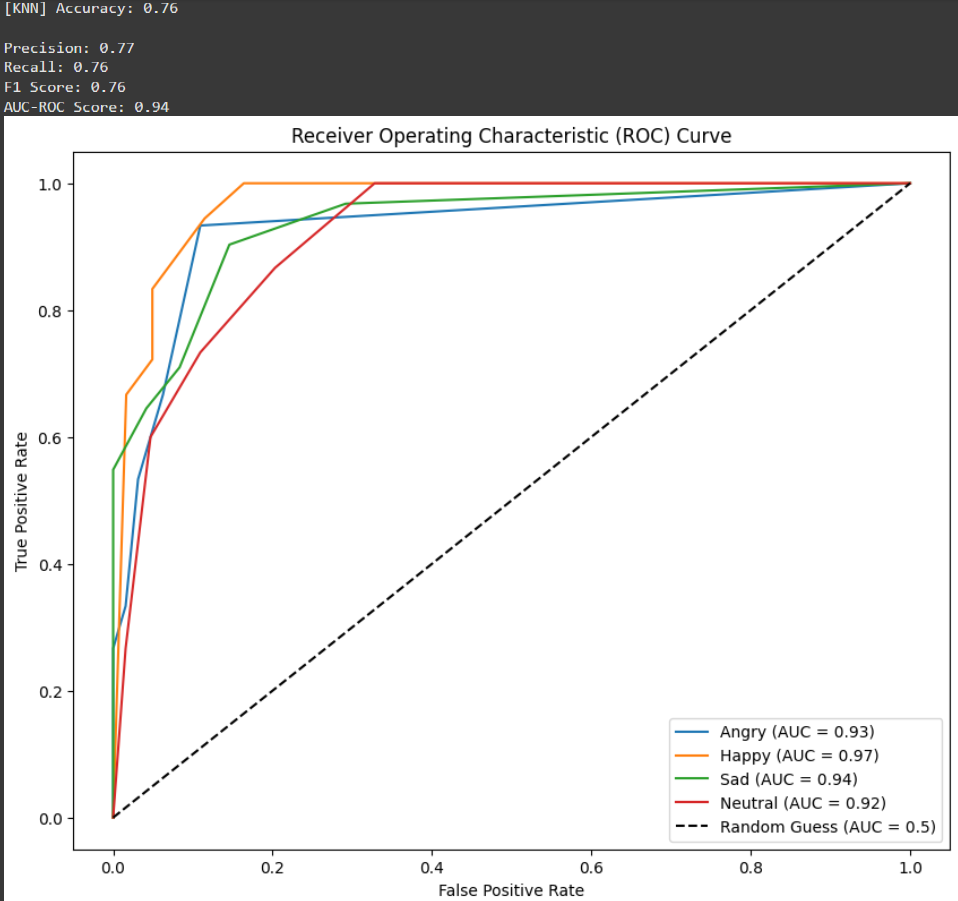 [KNN] Accuracy: 0.76
Precision: 0.77
Recall: 0.76
F1 Score: 0.76
AUC-ROC Score: 0.94
Receiver Operating Characteristic (ROC) Curve
True Positive Rate
1.0
0.8
0.6
0.4
0.2
0.0
Angry (AUC = 0.93)
Happy (AUC = 0.97)
Sad (AUC = 0.94)
Neutral (AUC = 0.92)
Random Guess (AUC = 0.5)
0.0 0.2 0.4 0.6 0.8 1.0
False Positive Rate